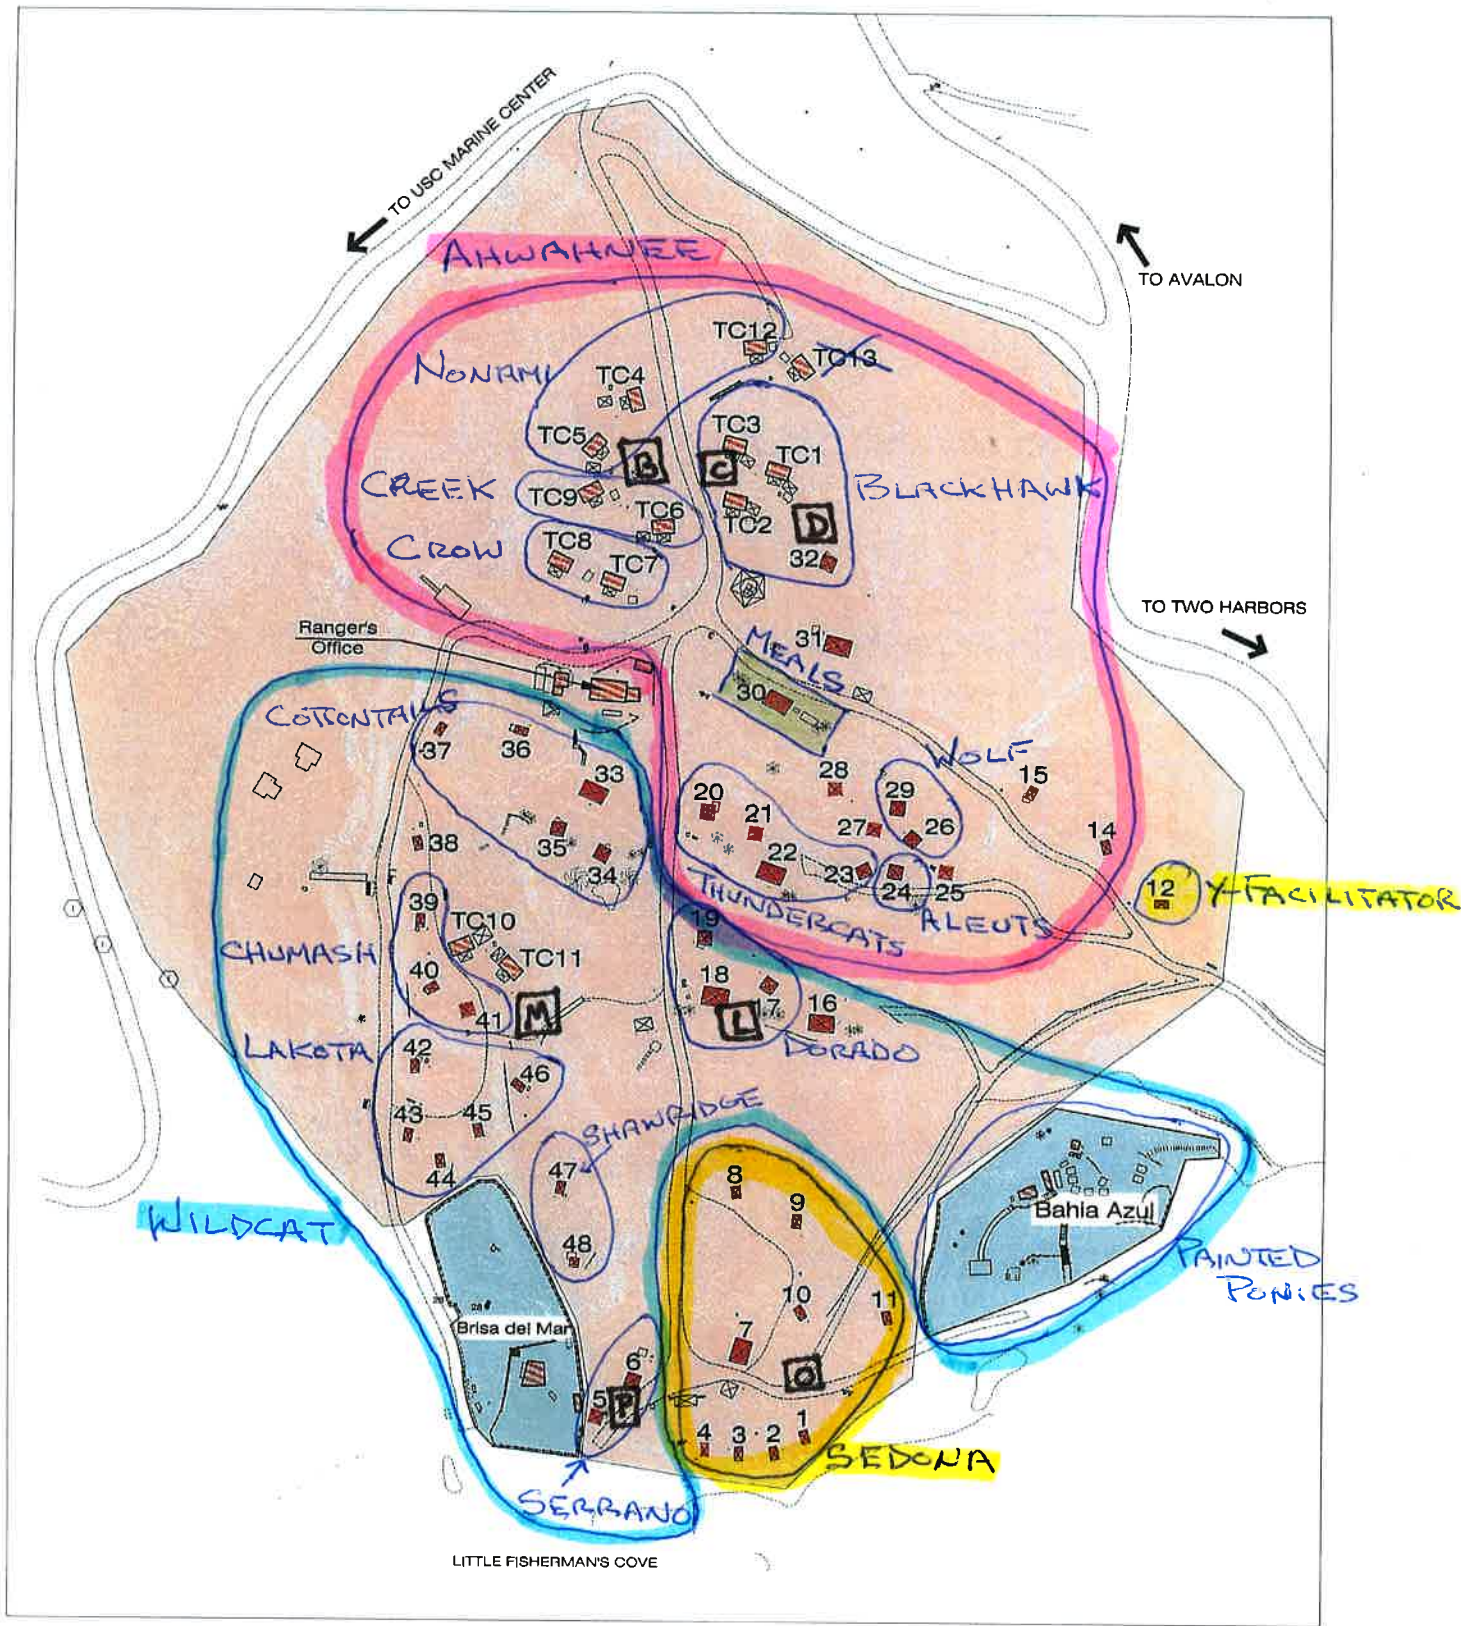 TO USC MARINE CENTER
AHWAHNEE
TO AVALON
TC12
TC13
NONAMI
TC4
TC3
TC5
B
C
TC1
CREEK
TC9
BLACKHAWK
TC6
TC2
D
CROW
TC8
TC7
32
TO TWO HARBORS
Ranger's
Office
31
MEALS
30
COTTONTAILS
37
36
33
WOLF
28
29
15
20
21
27
26
14
38
35
34
22
23
24
25
12
Y-FACILITATOR
THUNDERCATS
ALEUTS
39
TC10
19
CHUMASH
TC11
40
18
17
16
41
M
L
LAKOTA
42
DORADO
46
43
45
SHAWRIDGE
44
47
8
9
WILDCAT
Bahia Azul
48
PAINTED
PONIES
10
11
28
Brisa del Mar
7
6
5
P
O
4
3
2
1
SEDONA
SERRANO
LITTLE FISHERMAN'S COVE